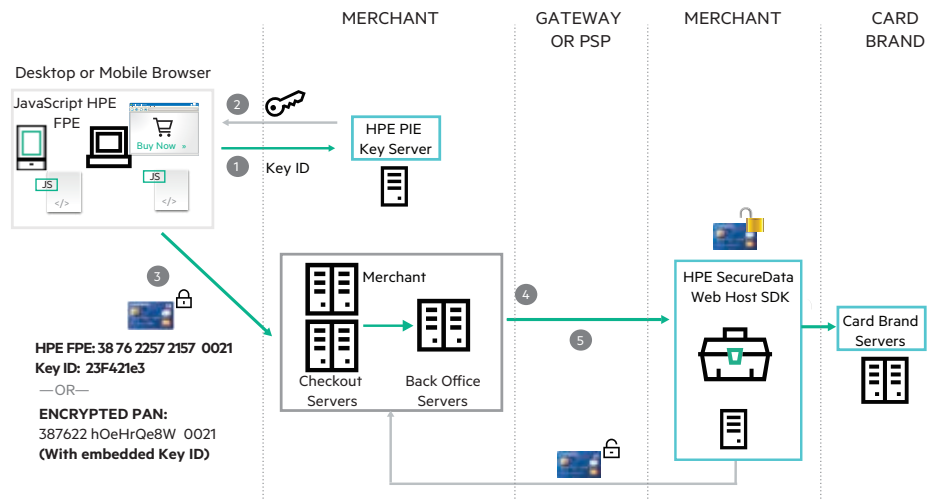 MERCHANT
GATEWAY
OR PSP
MERCHANT
CARD
BRAND
Desktop or Mobile Browser
JavaScript HPE
FPE
Buy Now
JS
</>
JS
</>
2
1
Key ID
HPE PIE
Key Server
3
HPE FPE: 38 76 2257 2157 0021
Key ID: 23F421e3
—OR—
ENCRYPTED PAN:
387622 hOeHrQe8W 0021
(With embedded Key ID)
Merchant
Checkout
Servers
Back Office
Servers
4
5
HPE SecureData
Web Host SDK
Card Brand
Servers